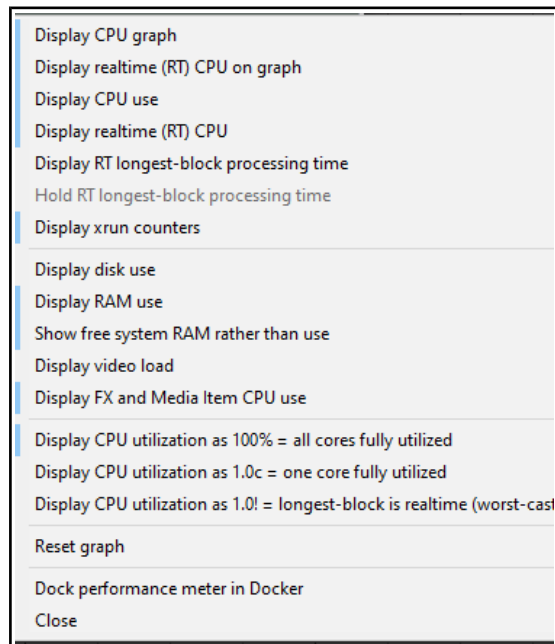 Display CPU graph
Display realtime (RT) CPU on graph
Display CPU use
Display realtime (RT) CPU
Display RT longest-block processing time
Hold RT longest-block processing time
Display xrun counters
Display disk use
Display RAM use
Show free system RAM rather than use
Display video load
Display FX and Media Item CPU use
Display CPU utilization as 100% = all cores fully utilized
Display CPU utilization as 1.0c = one core fully utilized
Display CPU utilization as 1.0! = longest-block is realtime (worst-cast
Reset graph
Dock performance meter in Docker
Close